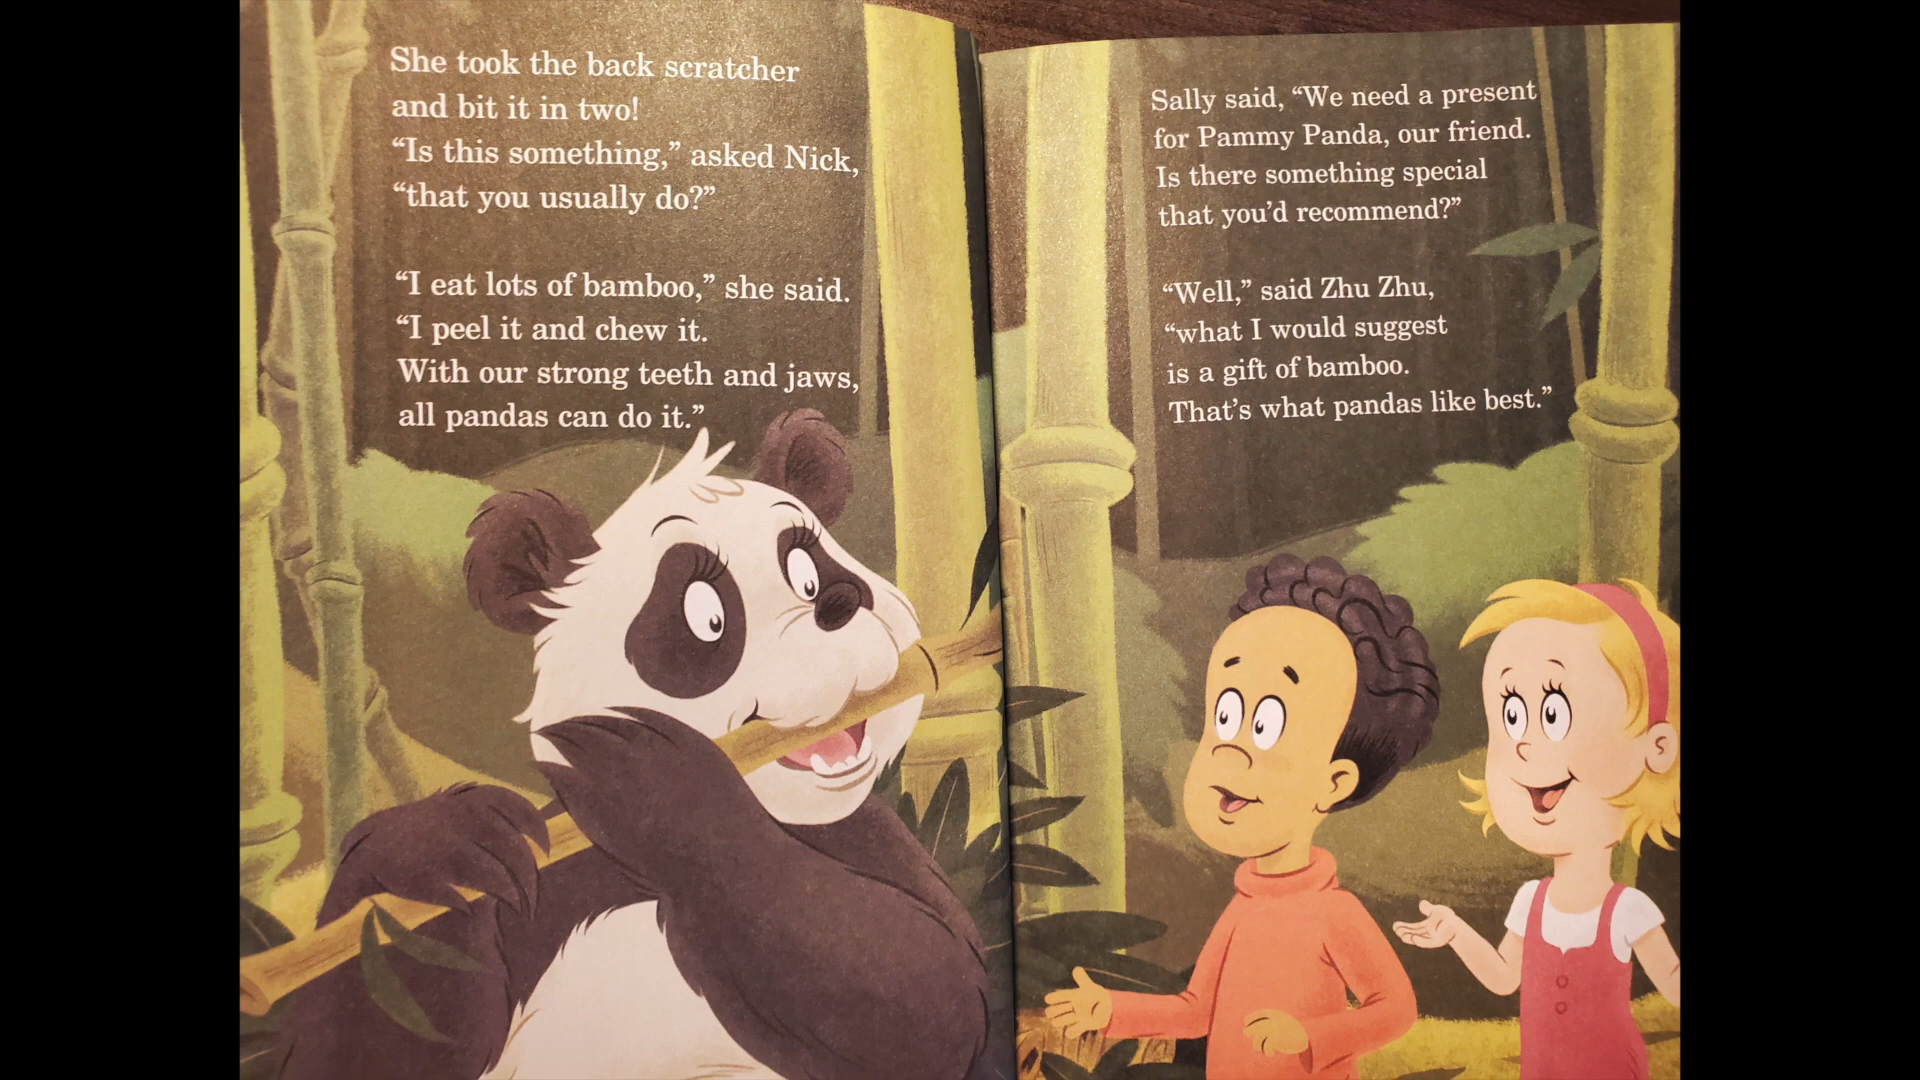 She took the back scratcher
and bit it in two!
“Is this something,” asked Nick,
“that you usually do?”
“I eat lots of bamboo,” she said.
“I peel it and chew it.
With our strong teeth and jaws,
all pandas can do it.”
Sally said, “We need a present
for Pammy Panda, our friend.
Is there something special
that you’d recommend?”
“Well,” said Zhu Zhu,
“what I would suggest
is a gift of bamboo.
That’s what pandas like best.”